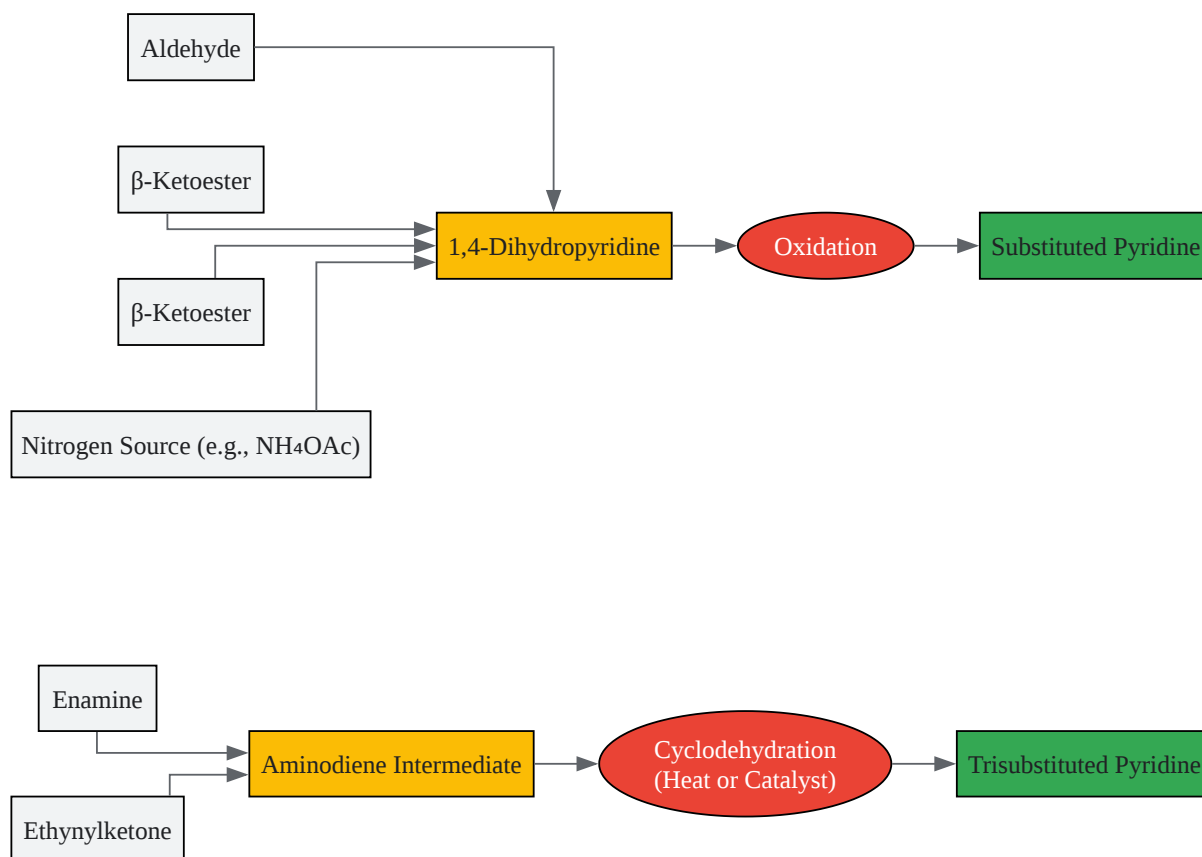 Aldehyde
β-Ketoester
β-Ketoester
Nitrogen Source (e.g., NH₄OAc)
1,4-Dihydropyridine
Oxidation
Substituted Pyridine
Enamine
Ethynylketone
Aminodiene Intermediate
Cyclodehydration
(Heat or Catalyst)
Trisubstituted Pyridine